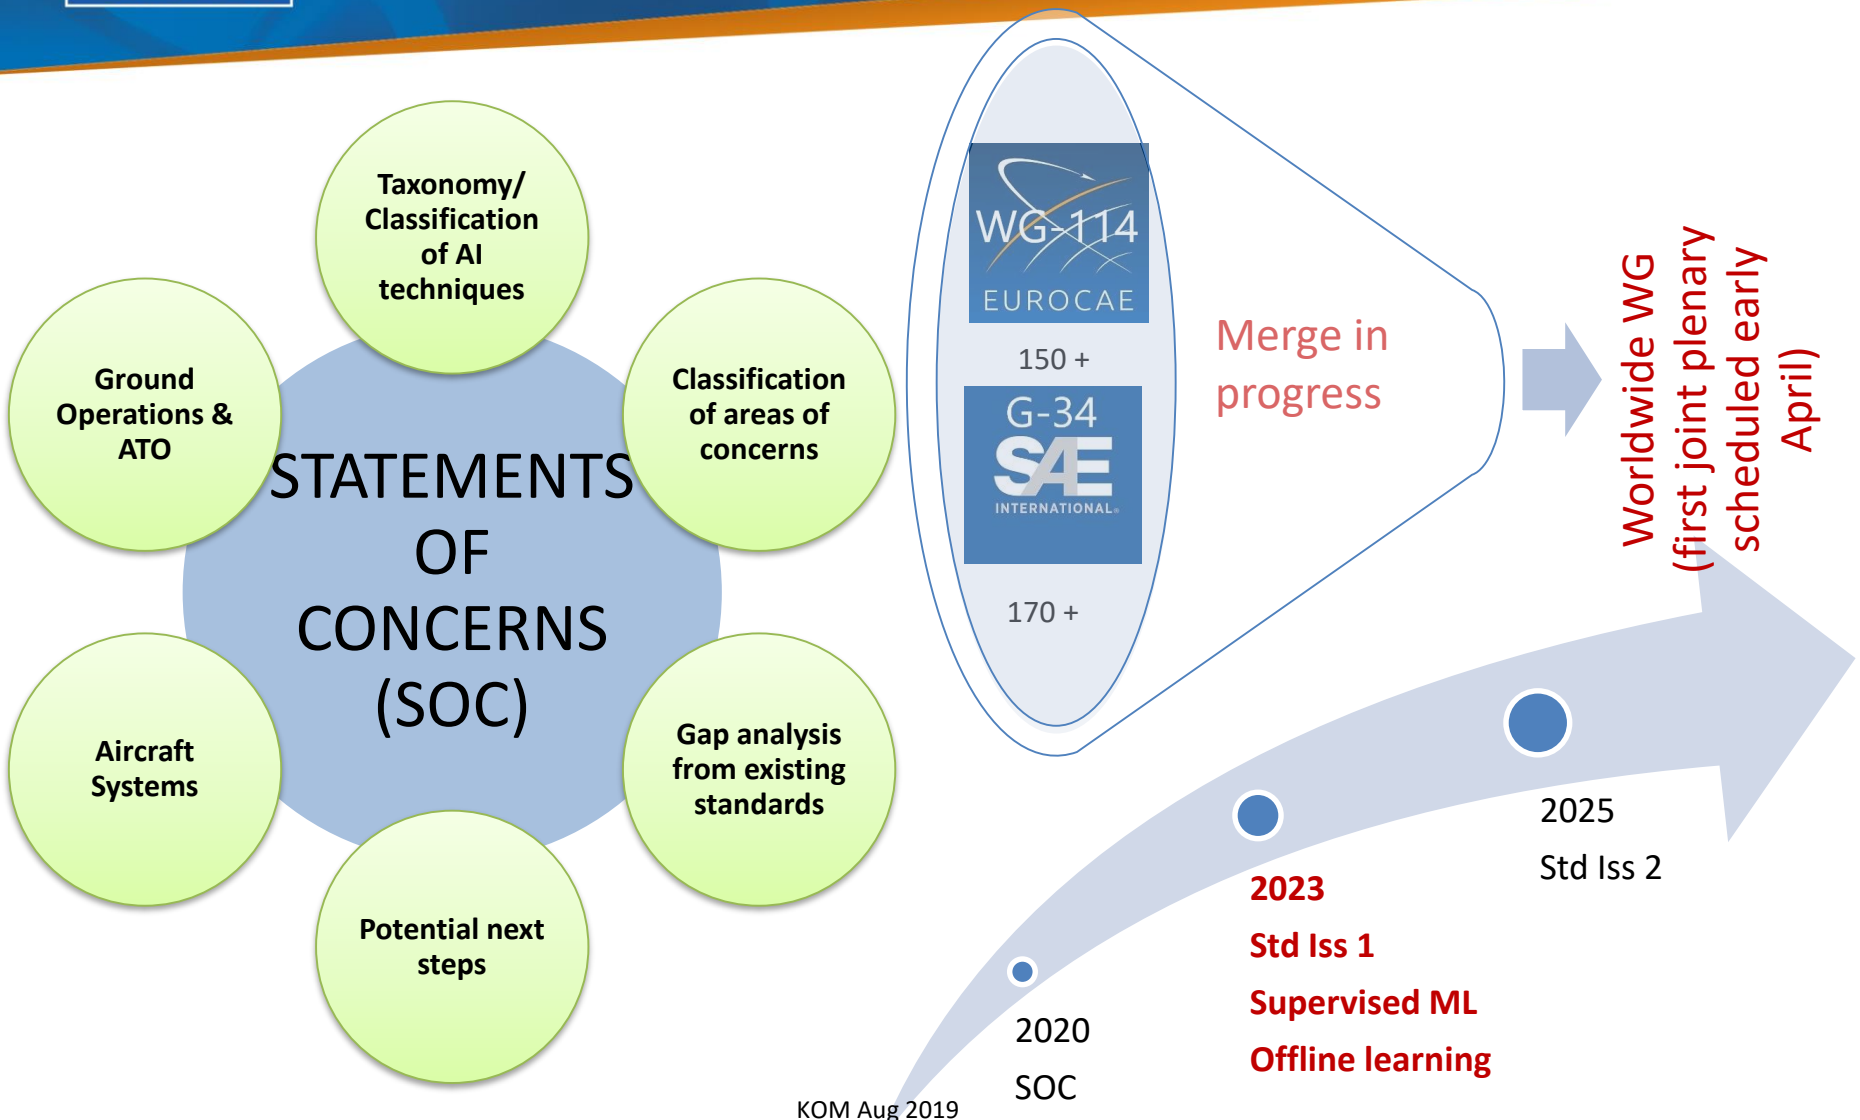 Taxonomy/
Classification
of AI
techniques
Ground
Operations &
ATO
Classification
of areas of
concerns
STATEMENTS
OF
CONCERNS
(SOC)
Aircraft
Systems
Gap analysis
from existing
standards
Potential next
steps
WG-114
EUROCAE
150 +
G-34
SAE
INTERNATIONAL®
170 +
Merge in
progress
Worldwide WG
(first joint plenary
scheduled early
April)
2025
Std Iss 2
2023
Std Iss 1
Supervised ML
Offline learning
2020
SOC
KOM Aug 2019